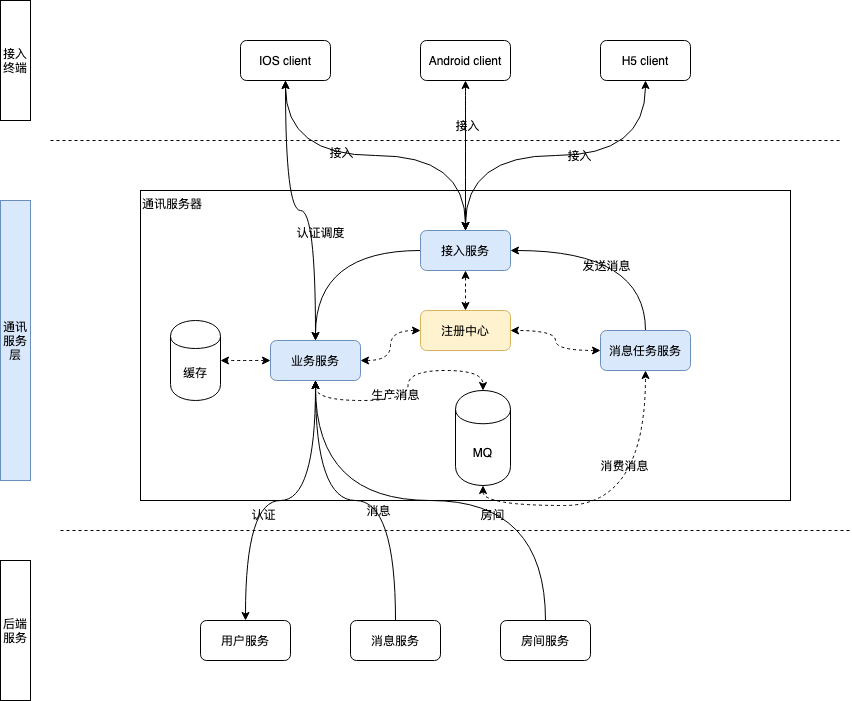 接入
终端
IOS client
Android client
H5 client
接入
接入
接入
通讯服务器
认证调度
接入服务
发送消息
通讯
服务
层
注册中心
缓存
业务服务
消息任务服务
生产消息
MQ
消费消息
认证
消息
房间
后端
服务
用户服务
消息服务
房间服务